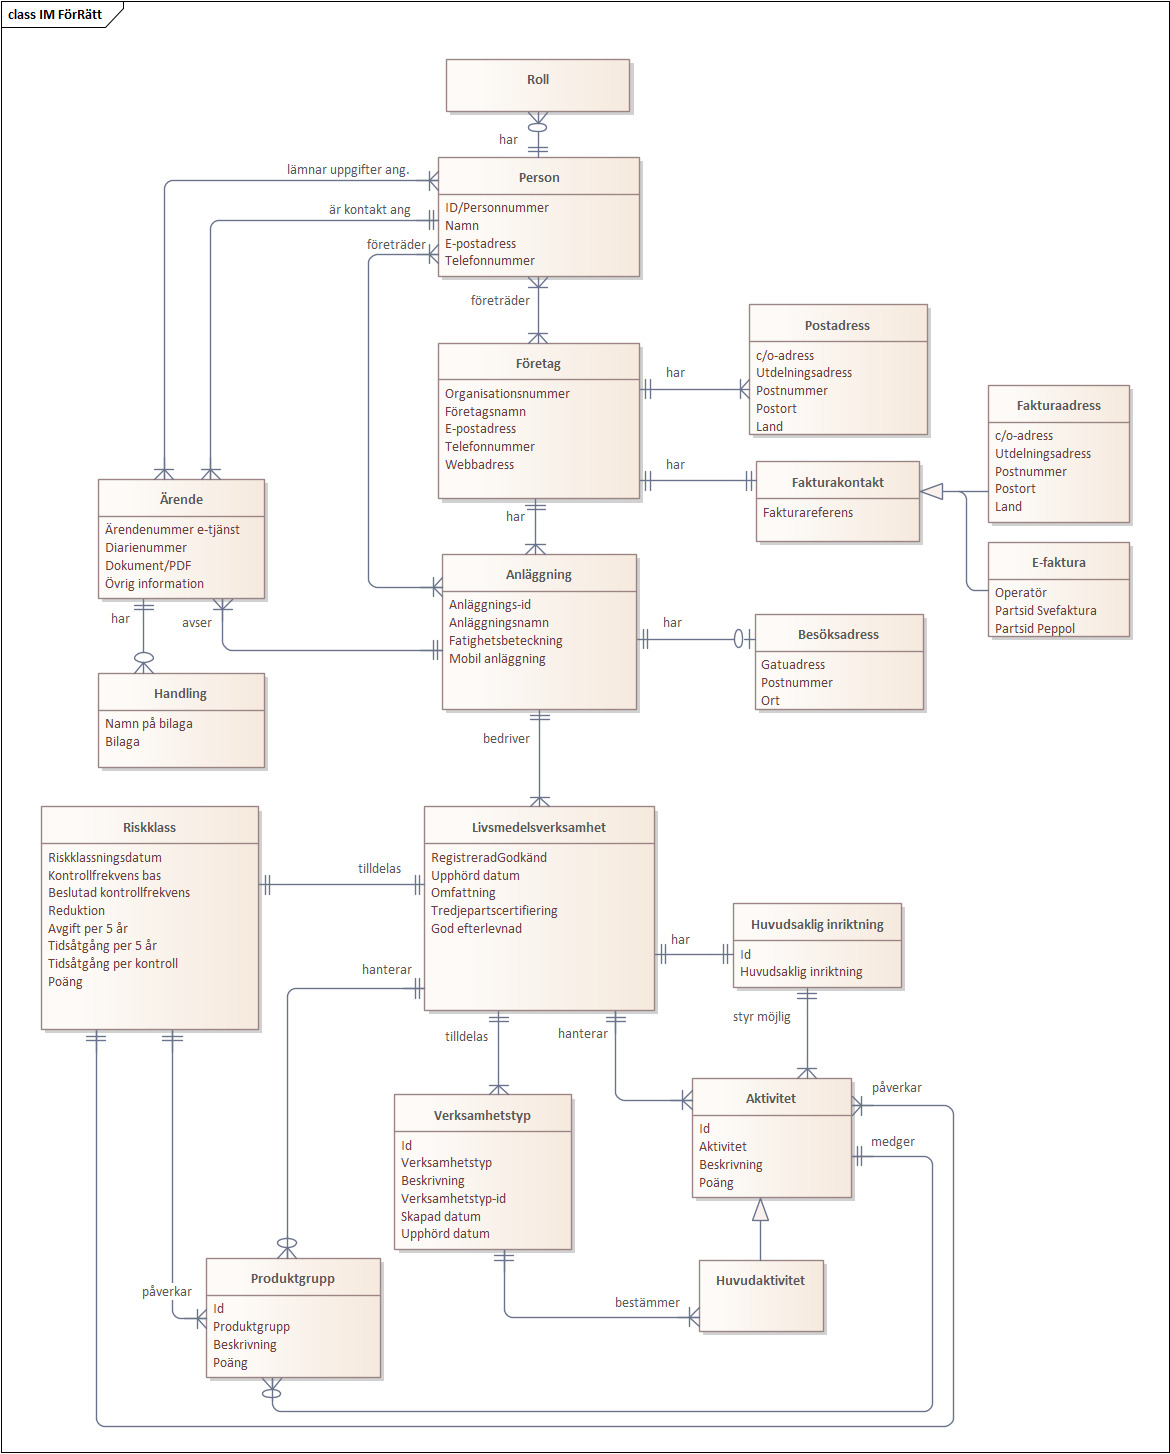 class IM FörRätt
Roll
har
Person
ID/Personnummer
Namn
E-postadress
Telefonnummer
lämnar uppgifter ang.
är kontakt ang
företräder
företräder
Företag
Organisationsnummer
Företagsnamn
E-postadress
Telefonnummer
Webbadress
har
Postadress
c/o-adress
Utdelningsadress
Postnummer
Postort
Land
har
Fakturakontakt
Fakturareferens
Fakturaadress
c/o-adress
Utdelningsadress
Postnummer
Postort
Land
E-faktura
Operatör
Partsid Svefaktura
Partsid Peppol
Ärende
Ärendenummer e-tjänst
Diarienummer
Dokument/PDF
Övrig information
har
avser
har
Anläggning
Anläggnings-id
Anläggningsnamn
Fatighetsbeteckning
Mobil anläggning
har
Besöksadress
Gatuadress
Postnummer
Ort
Handling
Namn på bilaga
Bilaga
bedriver
Riskklass
Riskklassningsdatum
Kontrollfrekvens bas
Beslutad kontrollfrekvens
Reduktion
Avgift per 5 år
Tidsåtgång per 5 år
Tidsåtgång per kontroll
Poäng
tilldelas
Livsmedelsverksamhet
RegistreradGodkänd
Upphörd datum
Omfattning
Tredjepartscertifiering
God efterlevnad
hanterar
har
Huvudsaklig inriktning
Id
Huvudsaklig inriktning
styr möjlig
tilldelas
hanterar
Verksamhetstyp
Id
Verksamhetstyp
Beskrivning
Verksamhetstyp-id
Skapad datum
Upphörd datum
Aktivitet
Id
Aktivitet
Beskrivning
Poäng
påverkar
medger
Produktgrupp
Id
Produktgrupp
Beskrivning
Poäng
påverkar
bestämmer
Huvudaktivitet